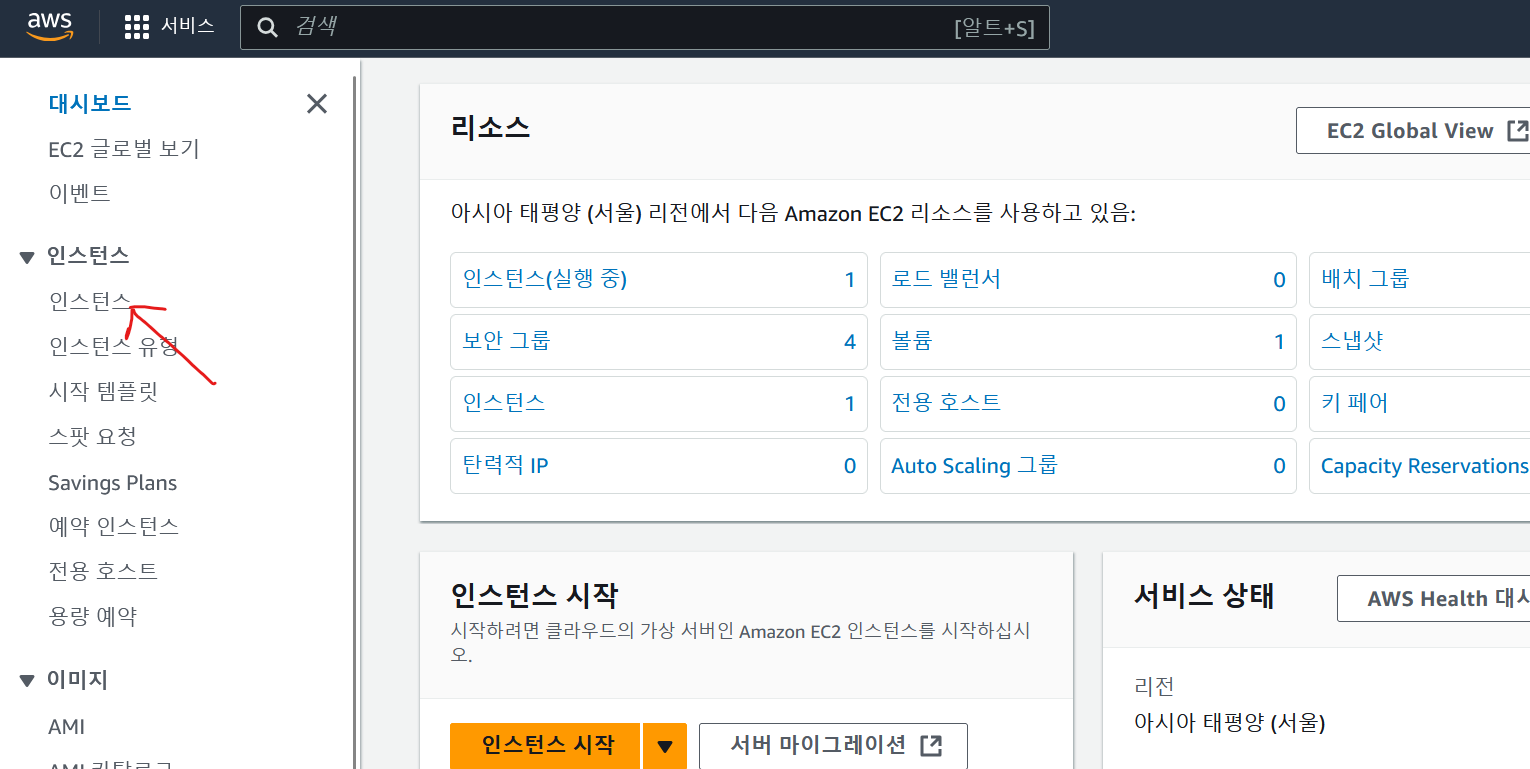 aws 서비스 검색 [알트+S]
대시보드
EC2 글로벌 보기
이벤트
인스턴스
인스턴스
인스턴스 유형
시작 템플릿
스팟 요청
Savings Plans
예약 인스턴스
전용 호스트
용량 예약
이미지
AMI
AMI 카탈로그
리소스
EC2 Global View
아시아 태평양 (서울) 리전에서 다음 Amazon EC2 리소스를 사용하고 있음:
인스턴스(실행 중) 1 로드 밸런서 0 배치 그룹
보안 그룹 4 볼륨 1 스냅샷
인스턴스 1 전용 호스트 0 키 페어
탄력적 IP 0 Auto Scaling 그룹 0 Capacity Reservations
인스턴스 시작
시작하려면 클라우드의 가상 서버인 Amazon EC2 인스턴스를 시작하십시
오.
인스턴스 시작 서버 마이그레이션
서비스 상태
AWS Health 대시
리전
아시아 태평양 (서울)